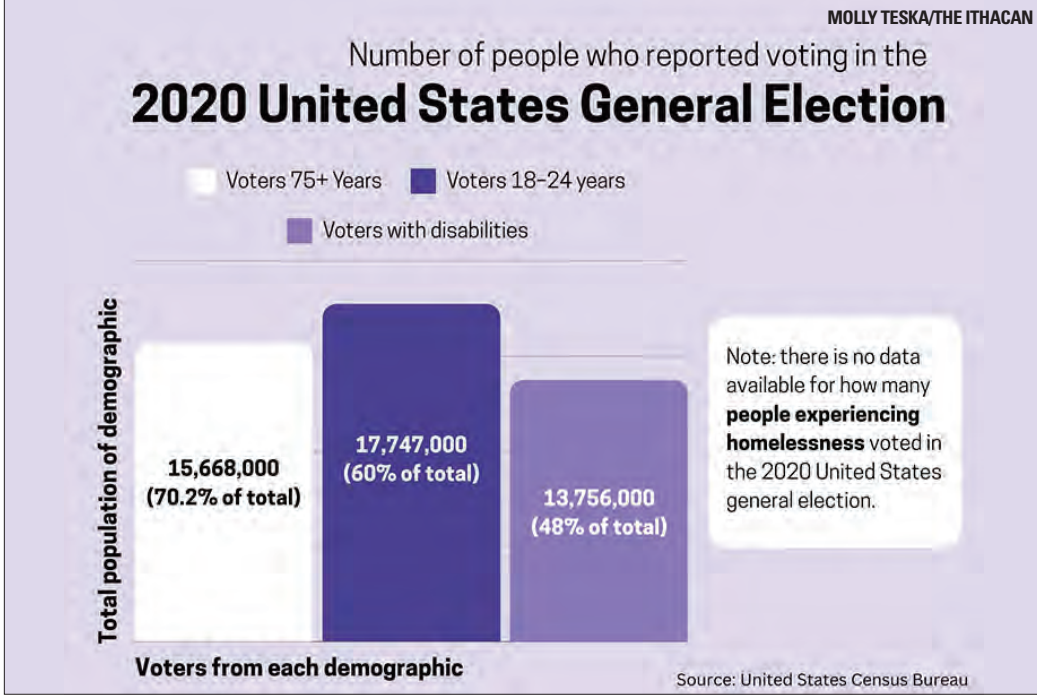 MOLLY TESKA/THE ITHACAN
Number of people who reported voting in the
2020 United States General Election
Voters 75+ Years
Voters 18–24 years
Voters with disabilities
Total population of demographic
15,668,000
(70.2% of total)
17,747,000
(60% of total)
13,756,000
(48% of total)
Note: there is no data
available for how many
people experiencing
homelessness voted in
the 2020 United States
general election.
Voters from each demographic
Source: United States Census Bureau